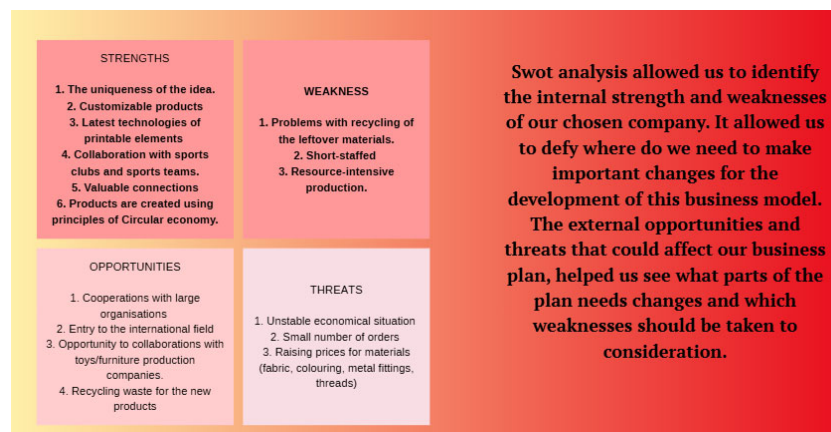 STRENGTHS
1. The uniqueness of the idea.
2. Customizable products
3. Latest technologies of
printable elements
4. Collaboration with sports
clubs and sports teams.
5. Valuable connections
6. Products are created using
principles of Circular economy.
WEAKNESS
1. Problems with recycling of
the leftover materials.
2. Short-staffed
3. Resource-intensive
production.
OPPORTUNITIES
1. Cooperations with large
organisations
2. Entry to the international field
3. Opportunity to collaborations with
toys/furniture production
companies.
4. Recycling waste for the new
products
THREATS
1. Unstable economical situation
2. Small number of orders
3. Raising prices for materials
(fabric, colouring, metal fittings,
threads)
Swot analysis allowed us to identify
the internal strength and weaknesses
of our chosen company. It allowed us
to defy where do we need to make
important changes for the
development of this business model.
The external opportunities and
threats that could affect our business
plan, helped us see what parts of the
plan needs changes and which
weaknesses should be taken to
consideration.